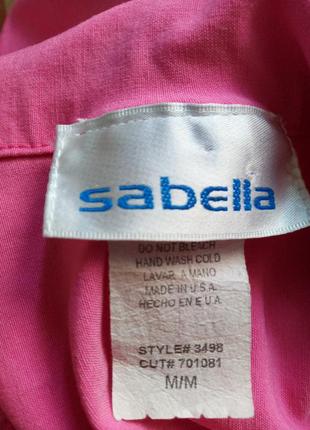 sabella
DO NOT BLEACH
HAND WASH COLD
LAVAR A MANO
MADE IN U.S.A.
HECHO EN E.U.A.
STYLE# 3498
CUT# 701081
M/M